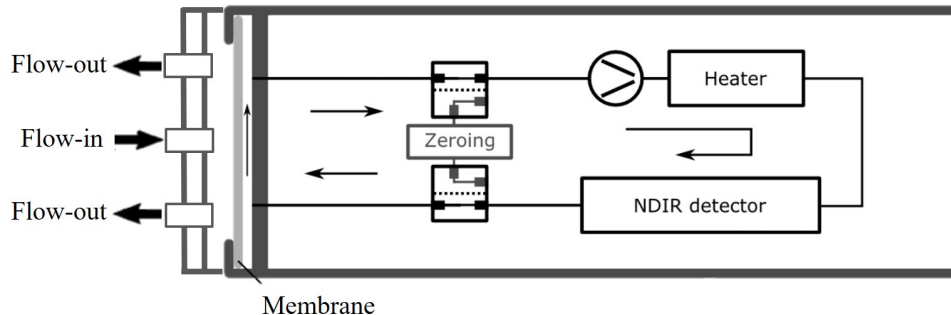 Flow-out
Heater
Flow-in
Zeroing
Flow-out
NDIR detector
Membrane